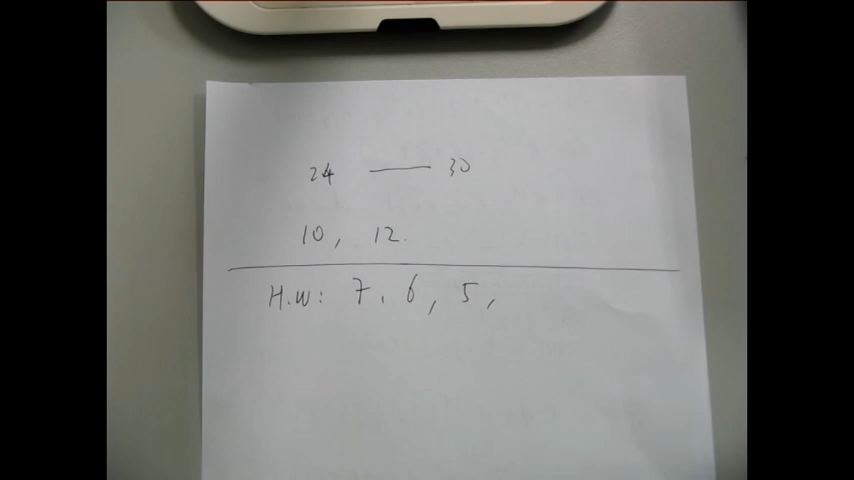 24 — 30
10, 12.
H.W: 7, 6, 5,